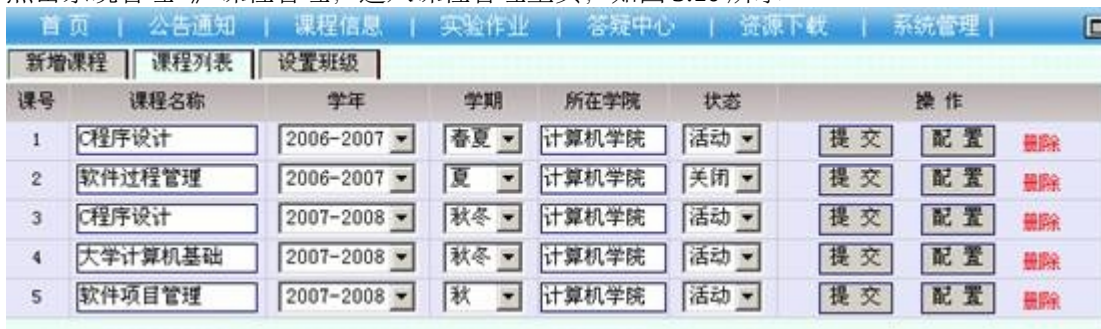 首 页 | 公告通知 | 课程信息 | 实验作业 | 答疑中心 | 资源下载 | 系统管理 |
新增课程 课程列表 设置班级
课号 课程名称 学年 学期 所在学院 状态 操 作
1 C程序设计 2006-2007 春夏 计算机学院 活动 提 交 配 置 删除
2 软件过程管理 2006-2007 夏 计算机学院 关闭 提 交 配 置 删除
3 C程序设计 2007-2008 秋冬 计算机学院 活动 提 交 配 置 删除
4 大学计算机基础 2007-2008 秋冬 计算机学院 活动 提 交 配 置 删除
5 软件项目管理 2007-2008 秋 计算机学院 活动 提 交 配 置 删除